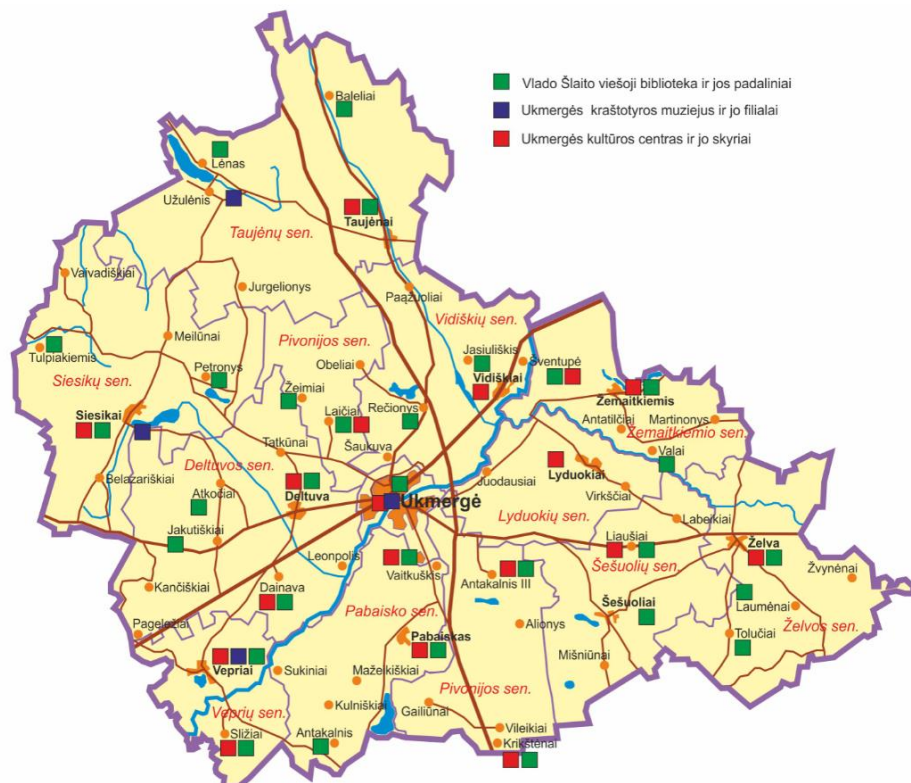 Vlado Šlaito viešoji biblioteka ir jos padaliniai
Ukmergės kraštotyros muziejus ir jo filialai
Ukmergės kultūros centras ir jo skyriai
Baleliai
Lėnas
Užulėnis
Taujėnai
Taujėnų sen.
Vaivadiškiai
Jurgelionys
Paąžuoliai
Vidiškių sen.
Meilūnai
Pivonijos sen.
Tulpiakiemis
Petronys
Obeliai
Jasiuliškis
Šventupė
Siesikų sen.
Žeimiai
Vidiškiai
Žemaitkiemis
Siesikai
Laičiai
Rečionys
Antatilčiai
Martinonys
Žemaitkiemio sen.
Tatkūnai
Šaukuva
Valai
Deltuvos sen.
Lyduokiai
Belazariškiai
Juodausiai
Atkočiai
Deltuva
Ukmergė
Virkščiai
Lyduokių sen.
Labeikiai
Jakutiškiai
Liaušiai
Želva
Leonpolis
Vaitkuškis
Šešuolių sen.
Žvynėnai
Kančiškiai
Dainava
Antakalnis III
Laumėnai
Pabaisko sen.
Šešuoliai
Želvos sen.
Pageležiai
Alionys
Tolučiai
Pabaiskas
Mišniūnai
Vepriai
Sukiniai
Mažeikiškiai
Pivonijos sen.
Veprių sen.
Kulniškiai
Gailiūnai
Sližiai
Antakalnis
Vileikiai
Krikštėnai